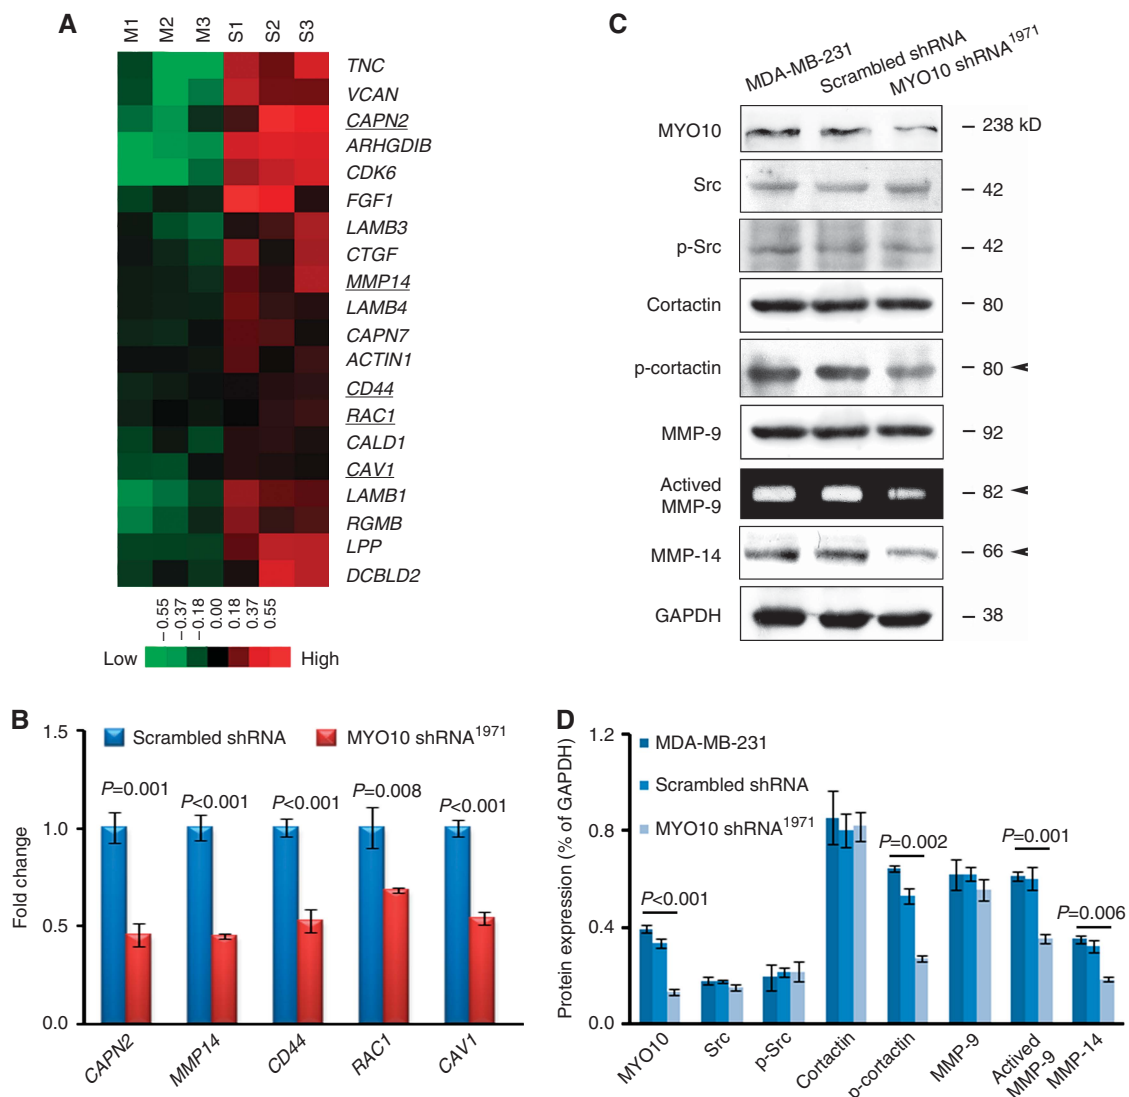 A
M1 M2 M3 S1 S2 S3
TNC
VCAN
CAPN2
ARHGDIB
CDK6
FGF1
LAMB3
CTGF
MMP14
LAMB4
CAPN7
ACTIN1
CD44
RAC1
CALD1
CAV1
LAMB1
RGMB
LPP
DCBLD2
−0.55 −0.37 −0.18 0.00 0.18 0.37 0.55
Low High
C
MDA-MB-231 Scrambled shRNA MYO10 shRNA1971
MYO10 – 238 kD
Src – 42
p-Src – 42
Cortactin – 80
p-cortactin – 80
MMP-9 – 92
Actived
MMP-9 – 82
MMP-14 – 66
GAPDH – 38
B
Fold change
1.5
1.0
0.5
0.0
Scrambled shRNA MYO10 shRNA1971
P=0.001 P<0.001 P<0.001 P=0.008 P<0.001
CAPN2 MMP14 CD44 RAC1 CAV1
D
Protein expression (% of GAPDH)
1.2
0.8
0.4
0.0
MDA-MB-231
Scrambled shRNA
MYO10 shRNA1971
P<0.001 P=0.002 P=0.001 P=0.006
MYO10 Src p-Src Cortactin p-cortactin MMP-9 Actived MMP-9 MMP-14